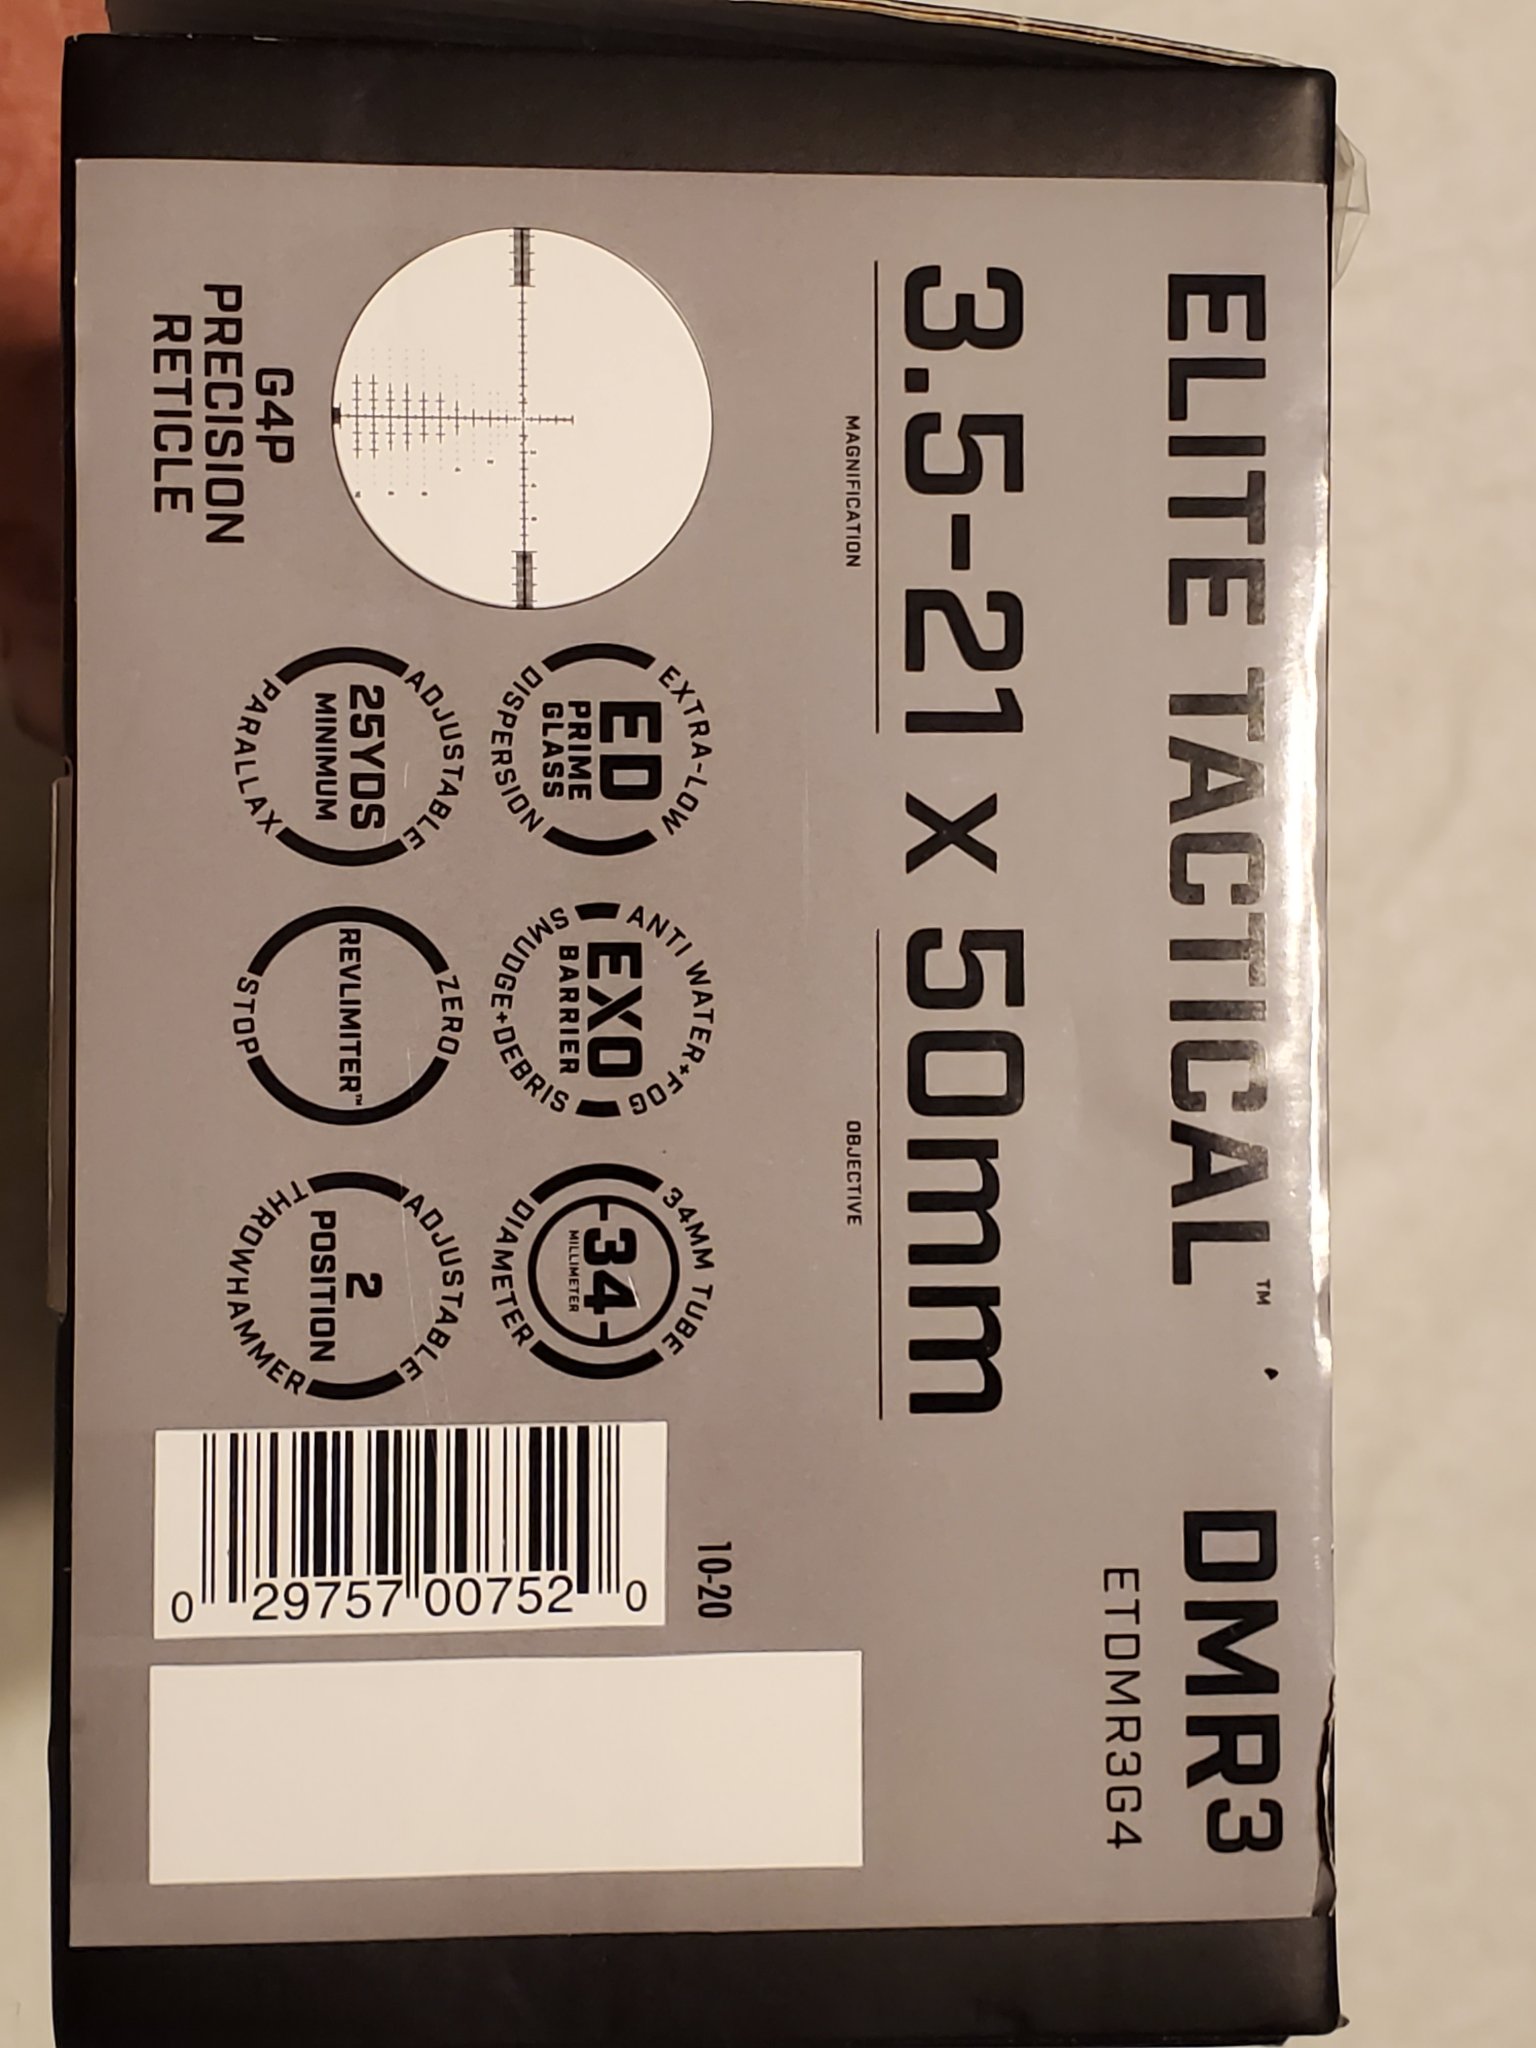 ELITE TACTICAL™ DMR3
ETDMR3G4
3.5-21 x 50mm
MAGNIFICATION OBJECTIVE
G4P
PRECISION
RETICLE
EXTRA-LOW
ED
PRIME
GLASS
DISPERSION
ANTI WATER+FOG
EXO
BARRIER
SMUDGE+DEBRIS
34MM TUBE
-34-
MILLIMETER
DIAMETER
ADJUSTABLE
25YDS
MINIMUM
PARALLAX
ZERO
REVLIMITER™
STOP
ADJUSTABLE
2
POSITION
THROWHAMMER
10-20
0 29757 00752 0